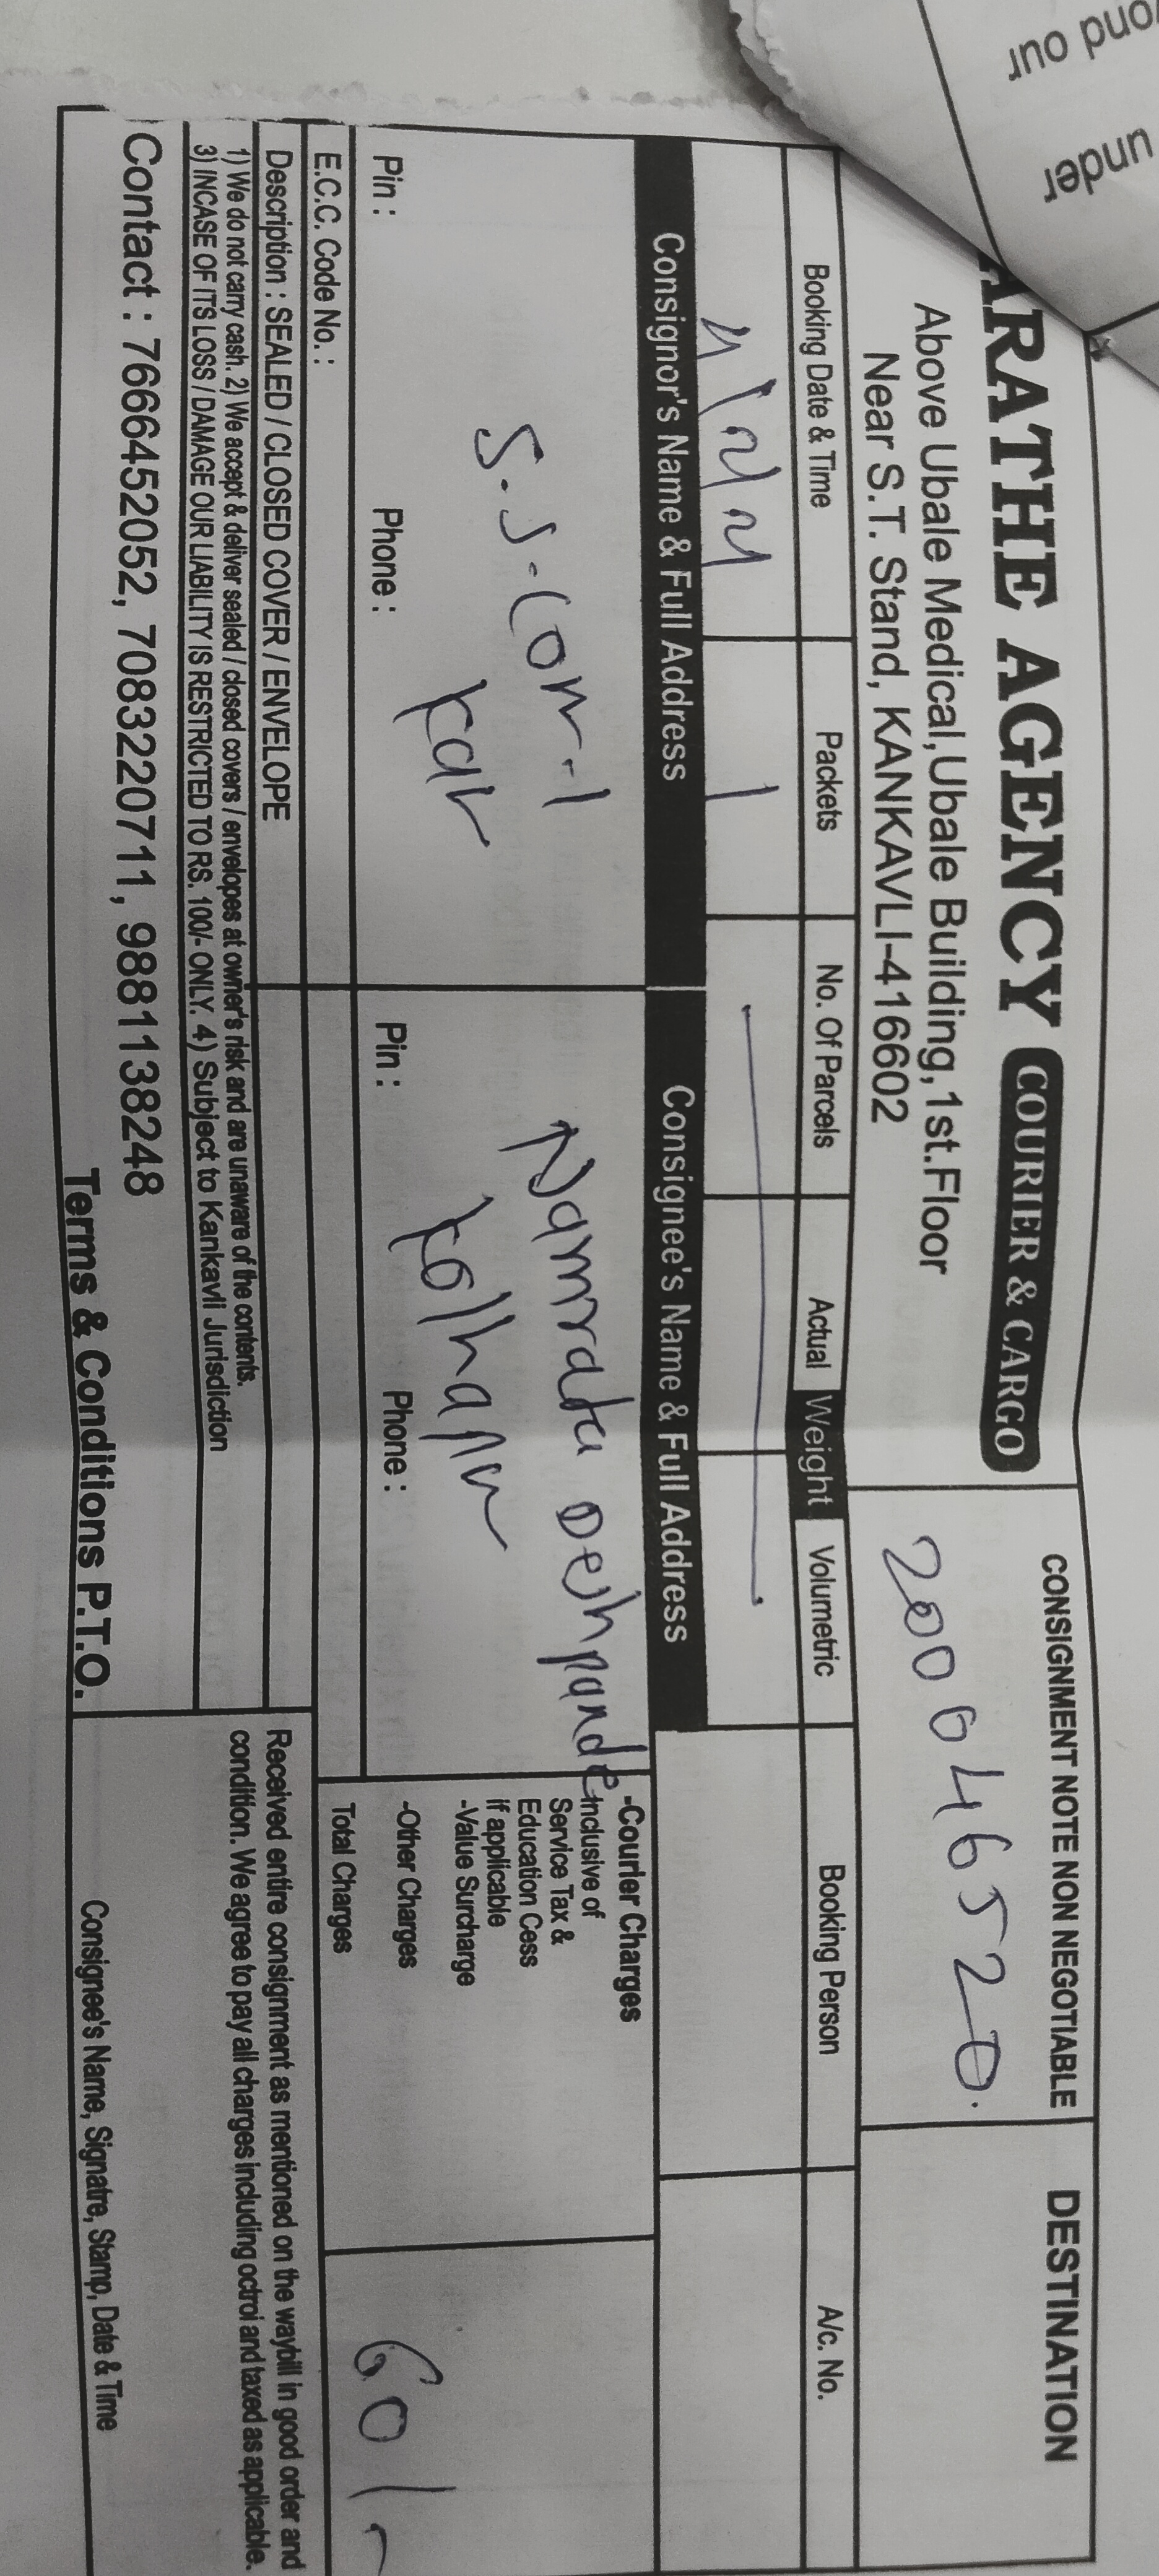 ond our
under
ARATHE AGENCY COURIER & CARGO
Above Ubale Medical, Ubale Building, 1st.Floor
Near S.T. Stand, KANKAVLI-416602
CONSIGNMENT NOTE NON NEGOTIABLE
200646520.
DESTINATION
Booking Date & Time
Packets
No. Of Parcels
Actual Weight Volumetric
Booking Person
A/c. No.
1
Consignor's Name & Full Address
Consignee's Name & Full Address
S.S.Com-1
Kar
Namrata Deshpande
Kolhapur
Pin :
Phone :
Pin :
Phone :
-Courier Charges
inclusive of
Service Tax &
Education Cess
if applicable
-Value Surcharge
-Other Charges
Total Charges
60/-
E.C.C. Code No. :
Description : SEALED / CLOSED COVER / ENVELOPE
1) We do not carry cash. 2) We accept & deliver sealed / closed covers / envelopes at owner's risk and are unaware of the contents.
3) INCASE OF ITS LOSS / DAMAGE OUR LIABILITY IS RESTRICTED TO RS. 100/- ONLY. 4) Subject to Kankavli Jurisdiction
Contact : 7666452052, 7083220711, 9881138248
Terms & Conditions P.T.O.
Received entire consignment as mentioned on the waybill in good order and
condition. We agree to pay all charges including octroi and taxed as applicable.
Consignee's Name, Signatre, Stamp, Date & Time